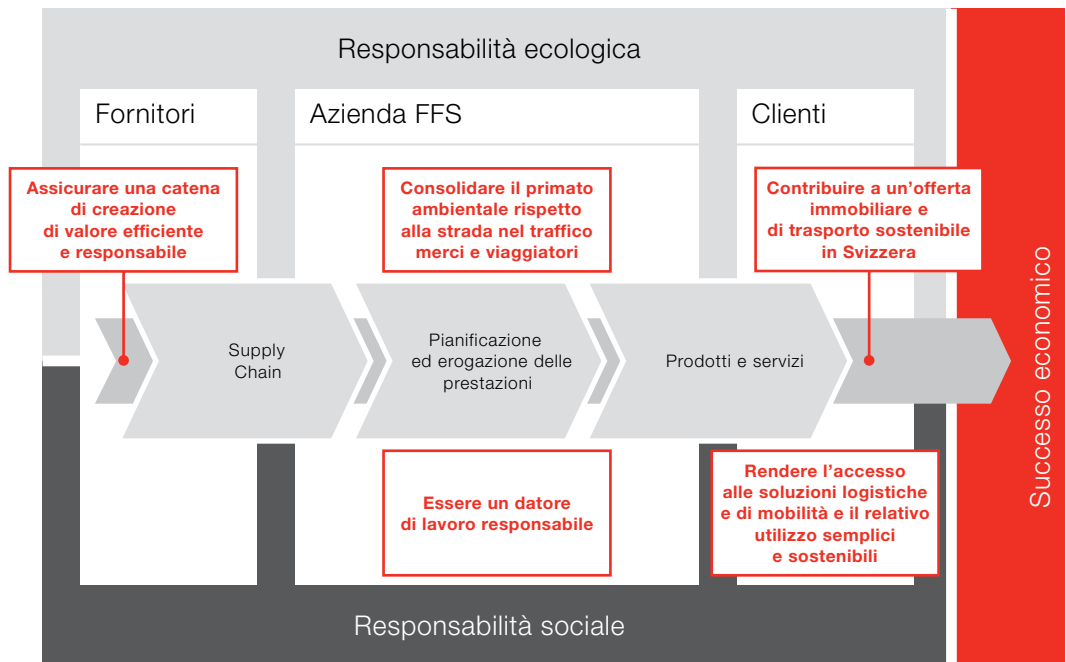 Responsabilità ecologica
Fornitori
Azienda FFS
Clienti
Assicurare una catena
di creazione
di valore efficiente
e responsabile
Consolidare il primato
ambientale rispetto
alla strada nel traffico
merci e viaggiatori
Contribuire a un’offerta
immobiliare e
di trasporto sostenibile
in Svizzera
Supply
Chain
Pianificazione
ed erogazione delle
prestazioni
Prodotti e servizi
Successo economico
Essere un datore
di lavoro responsabile
Rendere l’accesso
alle soluzioni logistiche
e di mobilità e il relativo
utilizzo semplici
e sostenibili
Responsabilità sociale